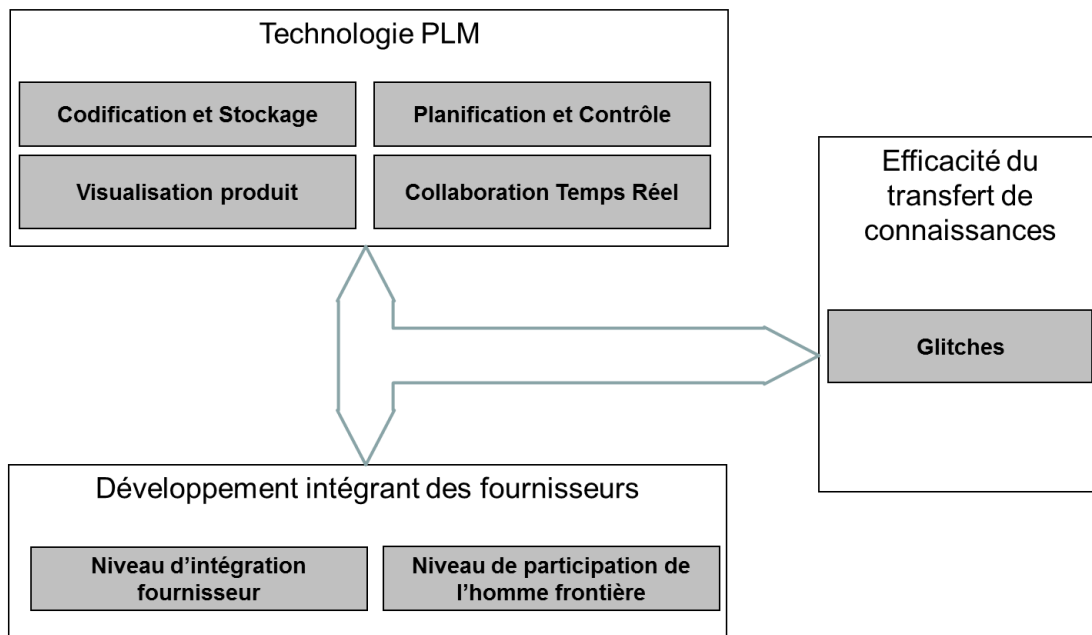 Technologie PLM
Codification et Stockage
Planification et Contrôle
Visualisation produit
Collaboration Temps Réel
Efficacité du
transfert de
connaissances
Glitches
Développement intégrant des fournisseurs
Niveau d’intégration
fournisseur
Niveau de participation de
l’homme frontière